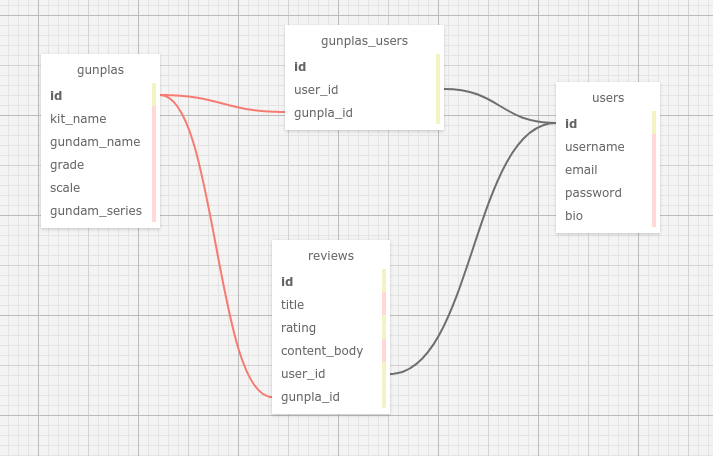 gunplas
id
kit_name
gundam_name
grade
scale
gundam_series
gunplas_users
id
user_id
gunpla_id
users
id
username
email
password
bio
reviews
id
title
rating
content_body
user_id
gunpla_id